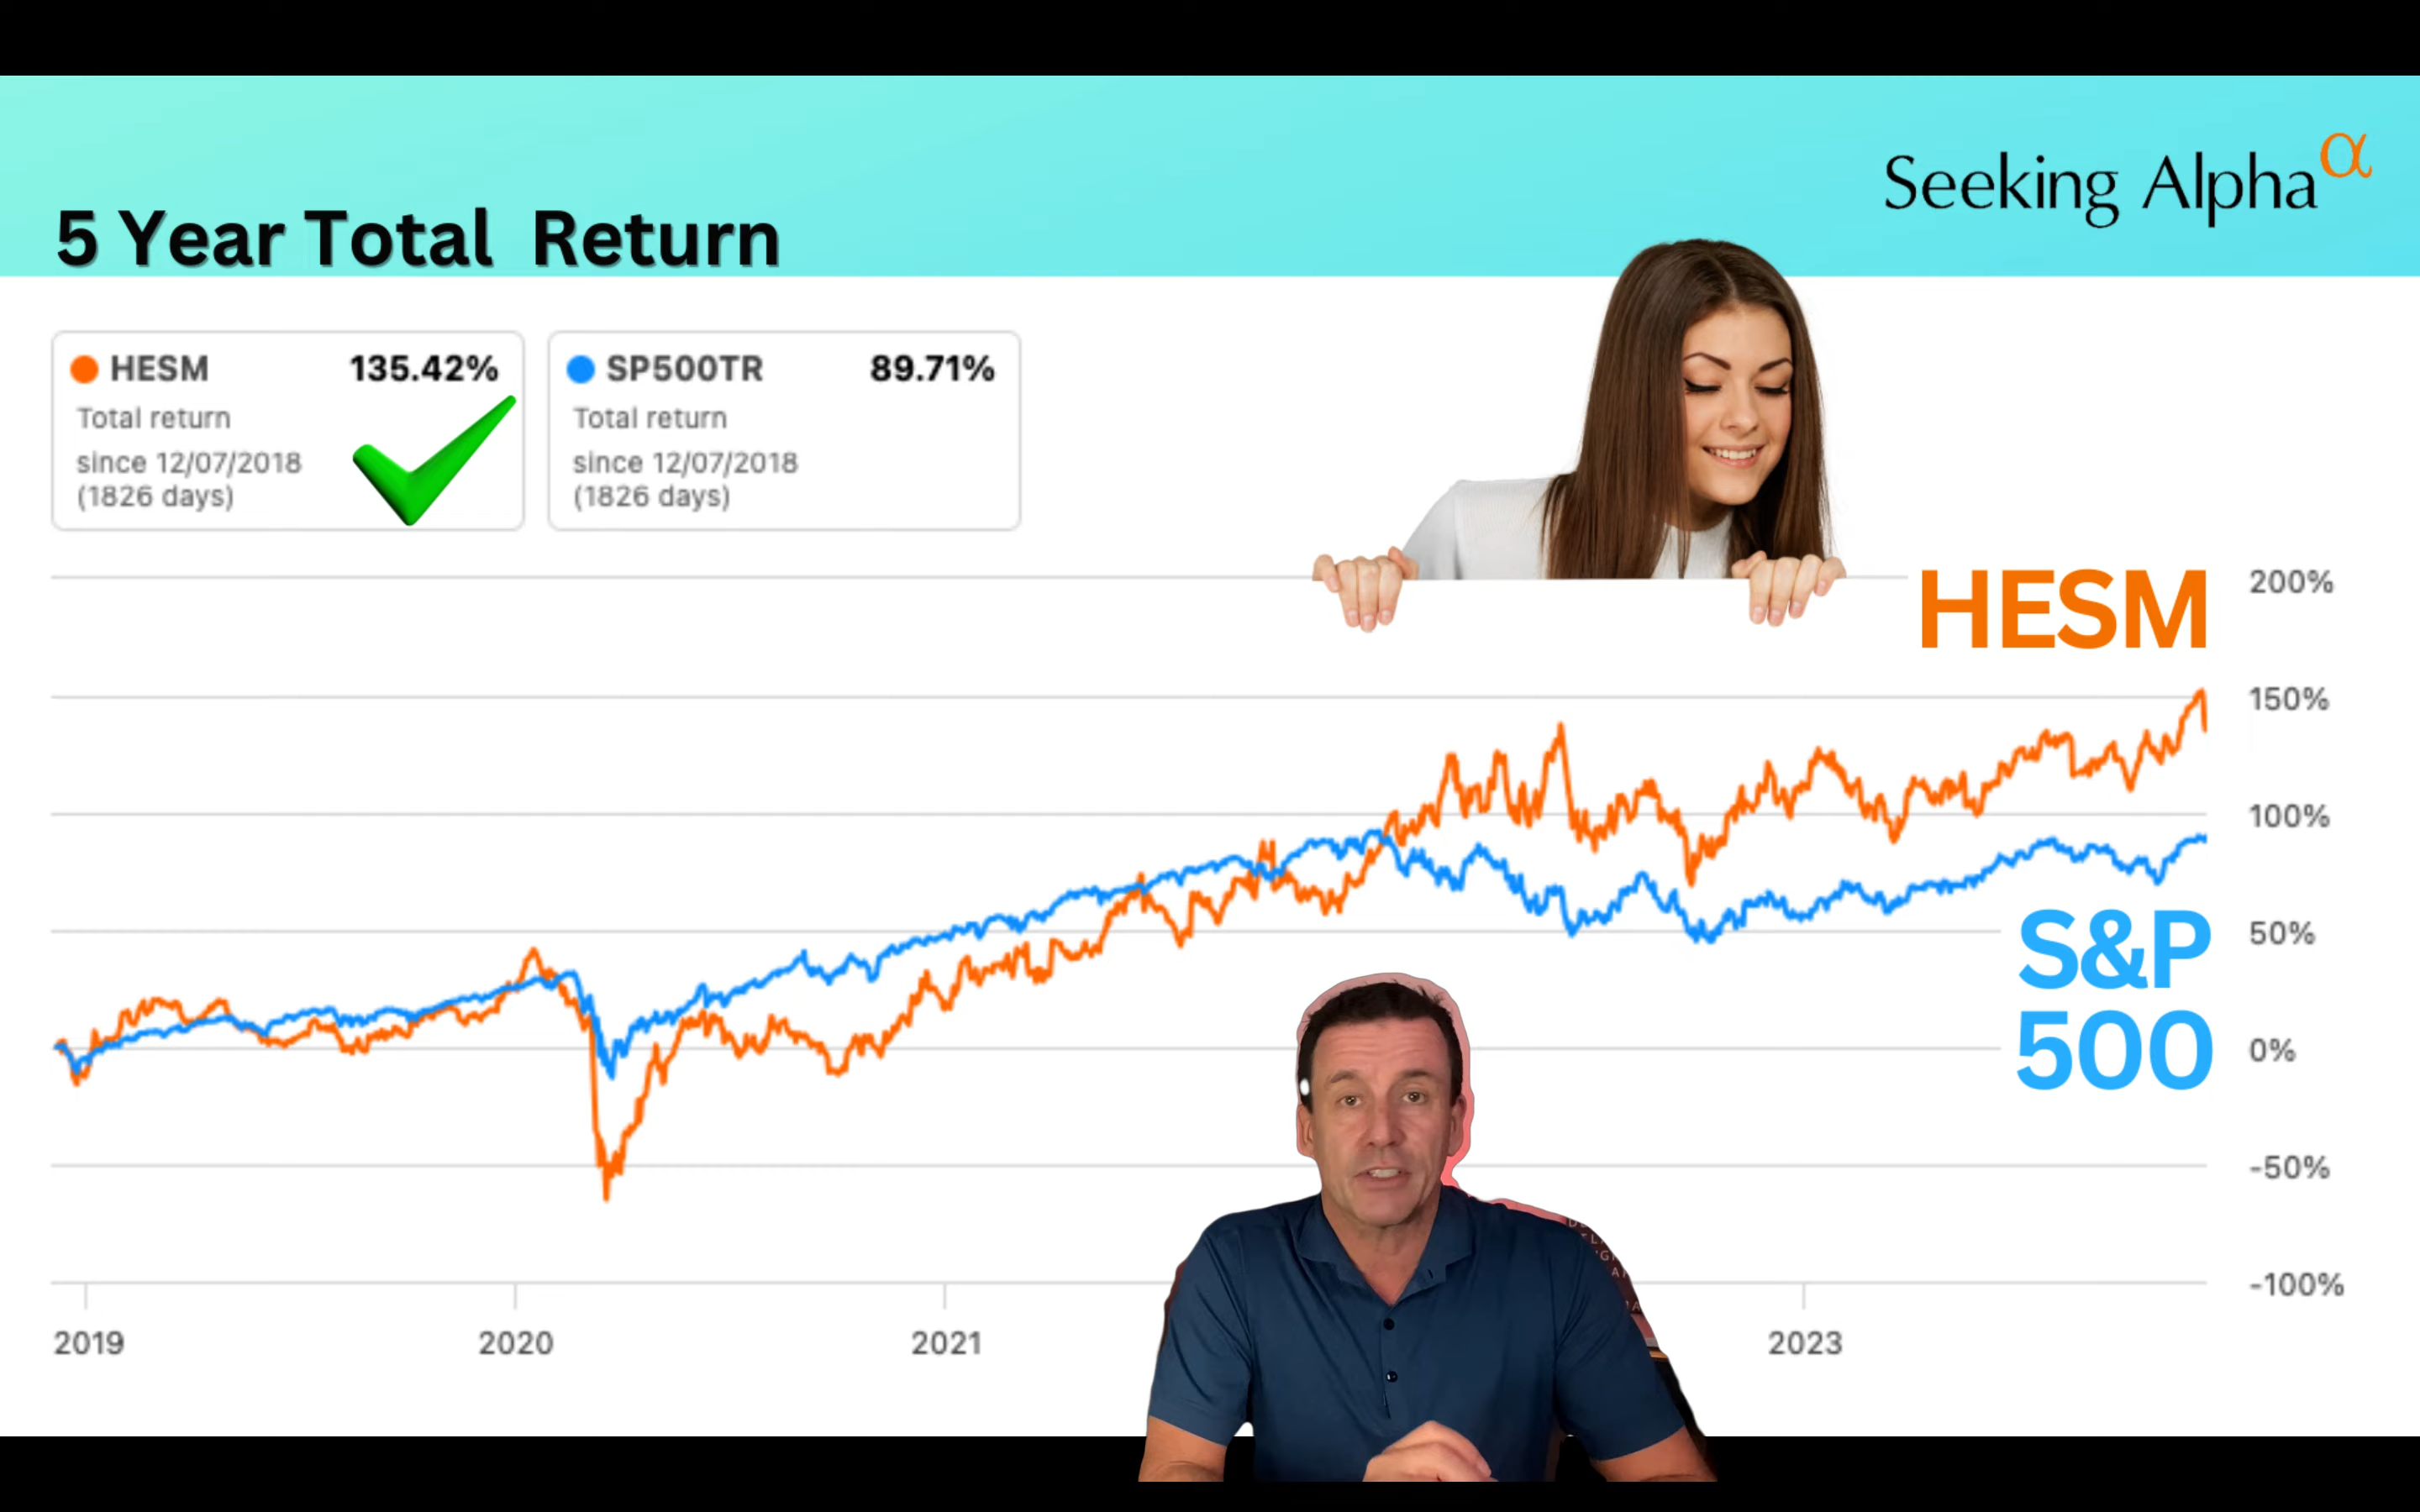 Seeking Alpha α
5 Year Total Return
HESM 135.42%
Total return
since 12/07/2018
(1826 days)
SP500TR 89.71%
Total return
since 12/07/2018
(1826 days)
HESM
200%
150%
100%
S&P
500
50%
0%
-50%
-100%
2019
2020
2021
2023